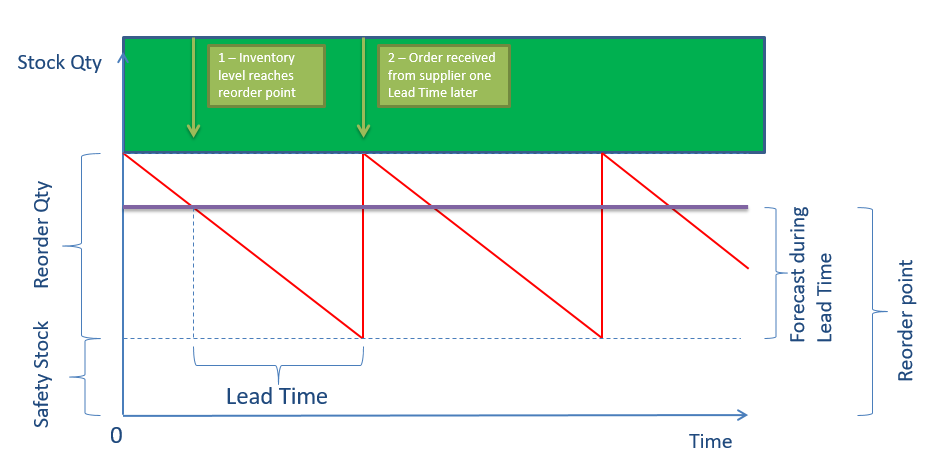 Stock Qty
1 – Inventory
level reaches
reorder point
2 – Order received
from supplier one
Lead Time later
Reorder Qty
Safety Stock
Forecast during
Lead Time
Reorder point
Lead Time
0
Time